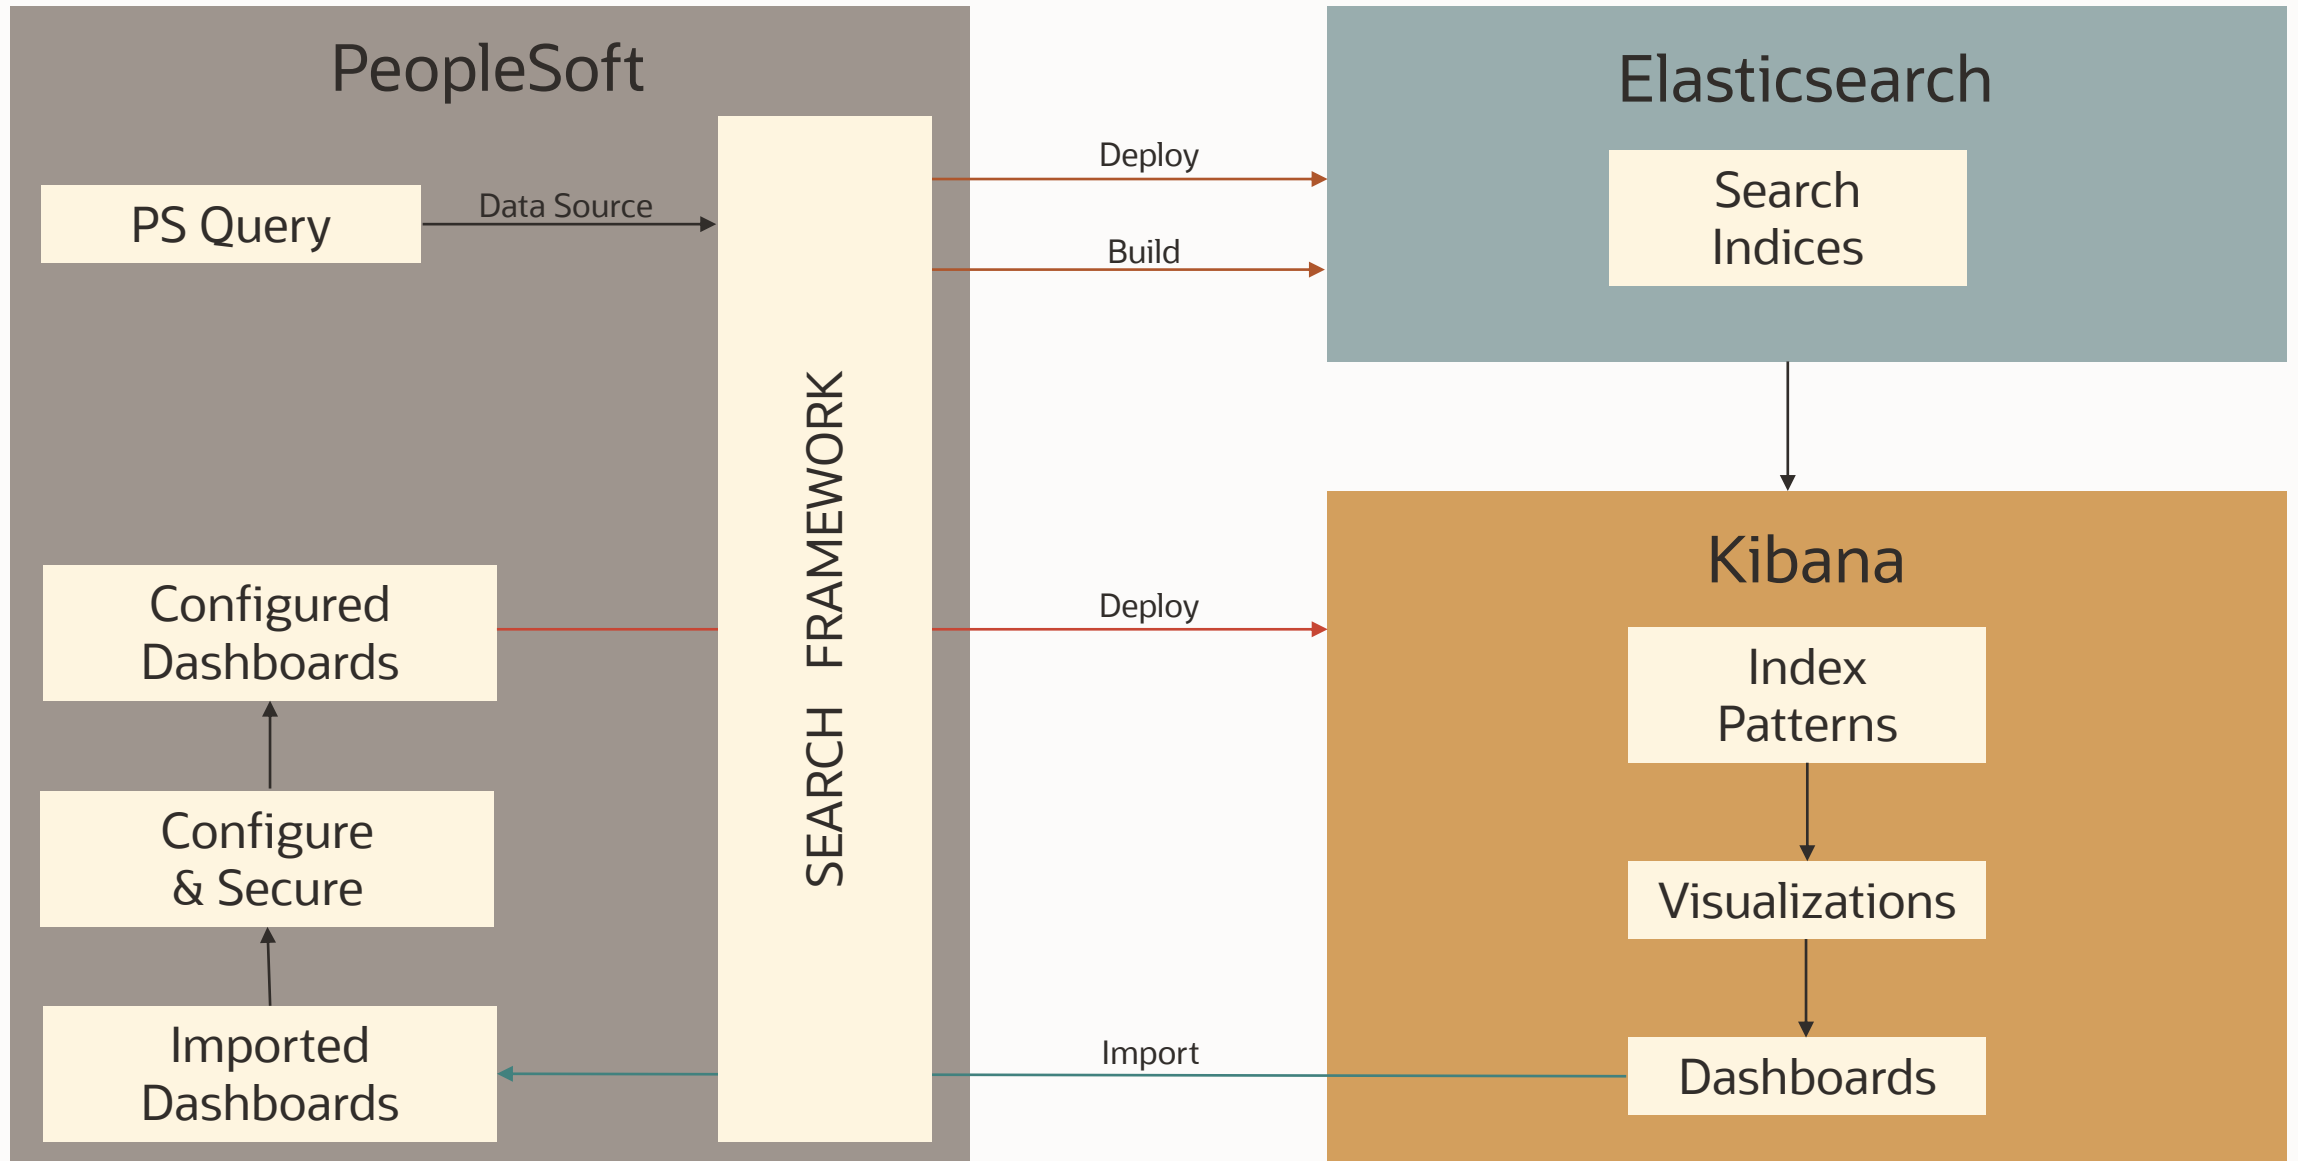 PeopleSoft
PS Query
Data Source
SEARCH FRAMEWORK
Configured
Dashboards
Configure
& Secure
Imported
Dashboards
Deploy
Build
Deploy
Import
Elasticsearch
Search
Indices
Kibana
Index
Patterns
Visualizations
Dashboards